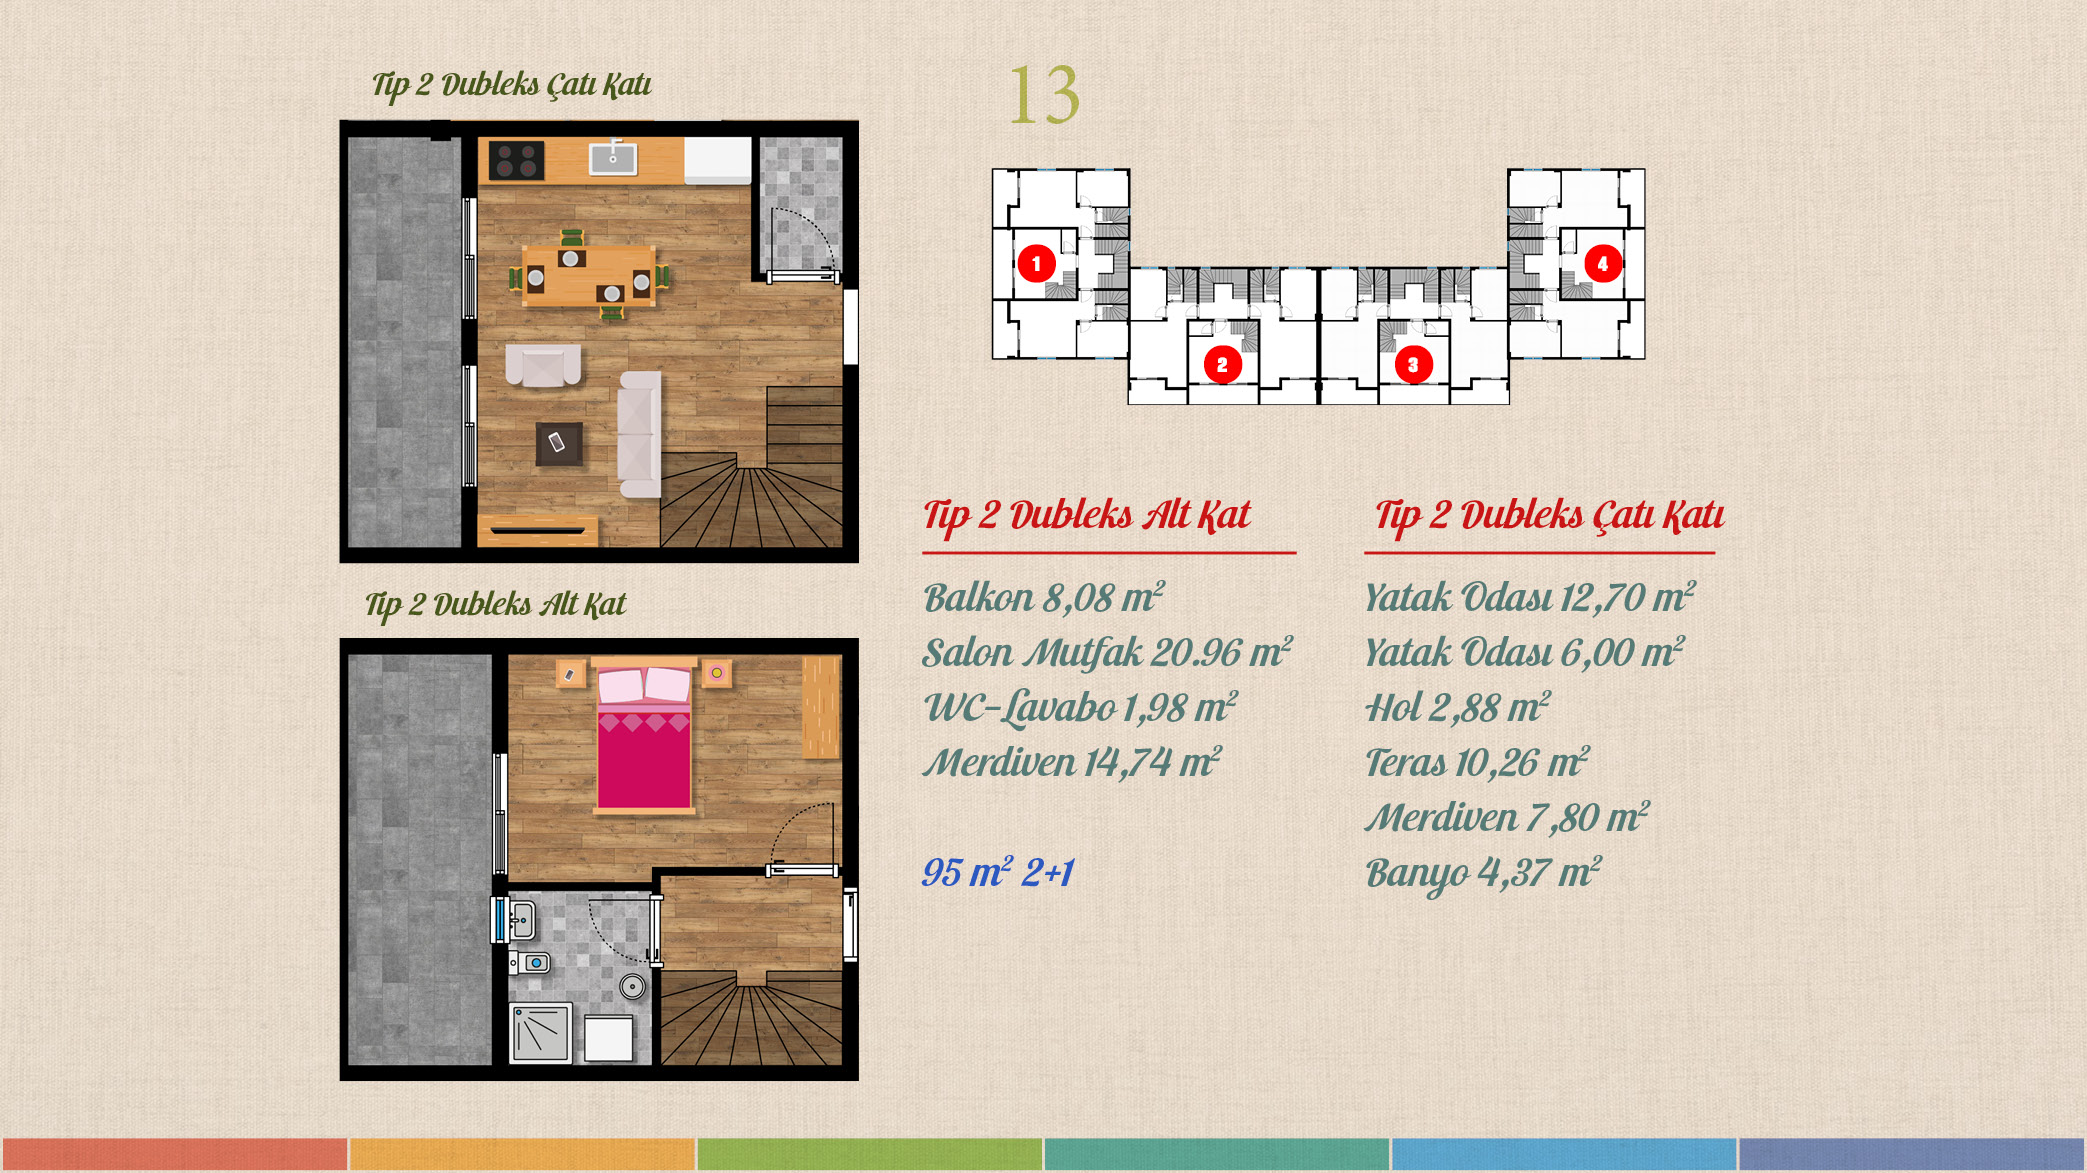 Tip 2 Dubleks Çatı Katı
13
1
4
2
3
Tip 2 Dubleks Alt Kat
Tip 2 Dubleks Alt Kat
Balkon 8,08 m²
Salon Mutfak 20.96 m²
WC-Lavabo 1,98 m²
Merdiven 14,74 m²
95 m² 2+1
Tip 2 Dubleks Çatı Katı
Yatak Odası 12,70 m²
Yatak Odası 6,00 m²
Hol 2,88 m²
Teras 10,26 m²
Merdiven 7,80 m²
Banyo 4,37 m²